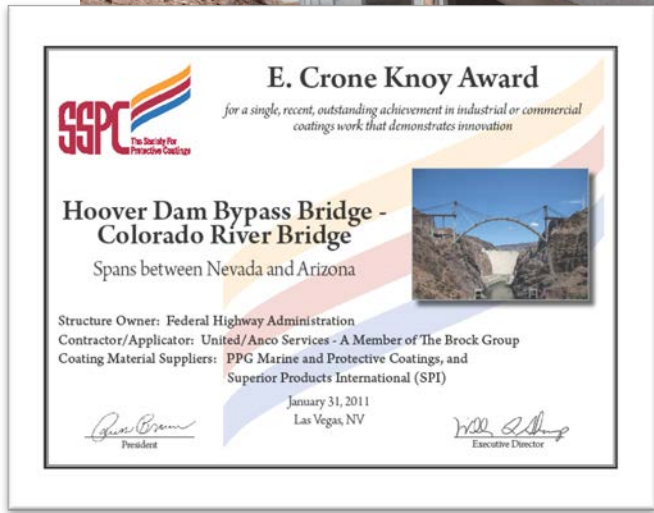 SSPC
The Society For
Protective Coatings
E. Crone Knoy Award
for a single, recent, outstanding achievement in industrial or commercial
coatings work that demonstrates innovation
Hoover Dam Bypass Bridge -
Colorado River Bridge
Spans between Nevada and Arizona
Structure Owner: Federal Highway Administration
Contractor/Applicator: United/Anco Services - A Member of The Brock Group
Coating Material Suppliers: PPG Marine and Protective Coatings, and
Superior Products International (SPI)
January 31, 2011
Las Vegas, NV
President
Executive Director